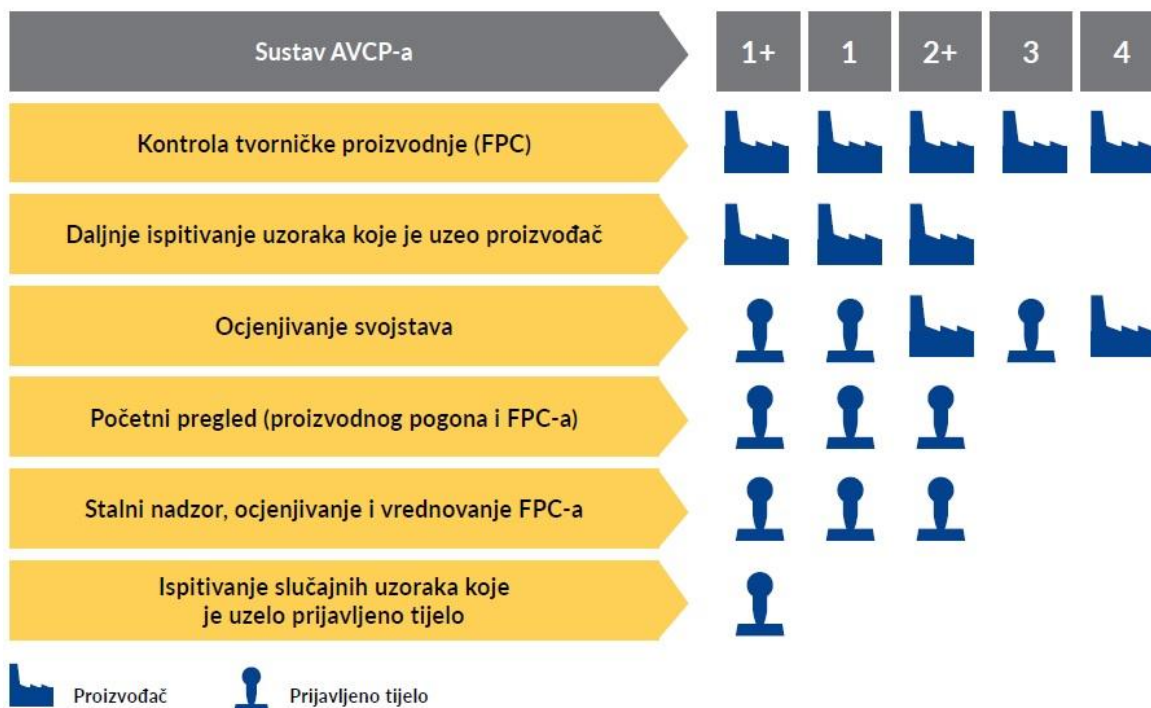 Sustav AVCP-a
1+ 1 2+ 3 4
Kontrola tvorničke proizvodnje (FPC)
Daljnje ispitivanje uzoraka koje je uzeo proizvođač
Ocjenjivanje svojstava
Početni pregled (proizvodnog pogona i FPC-a)
Stalni nadzor, ocjenjivanje i vrednovanje FPC-a
Ispitivanje slučajnih uzoraka koje
je uzelo prijavljeno tijelo
Proizvođač
Prijavljeno tijelo